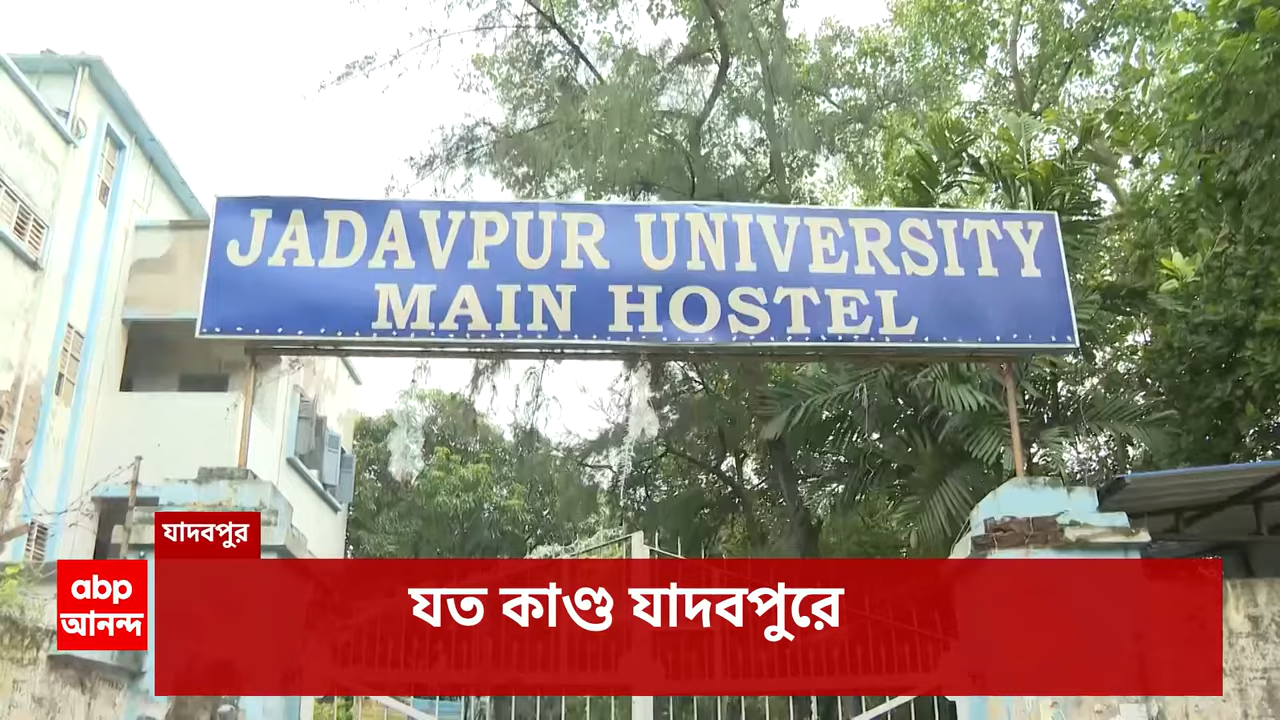 JADAVPUR UNIVERSITY
MAIN HOSTEL
যাদবপুর
abp
আনন্দ
যত কাণ্ড যাদবপুরে